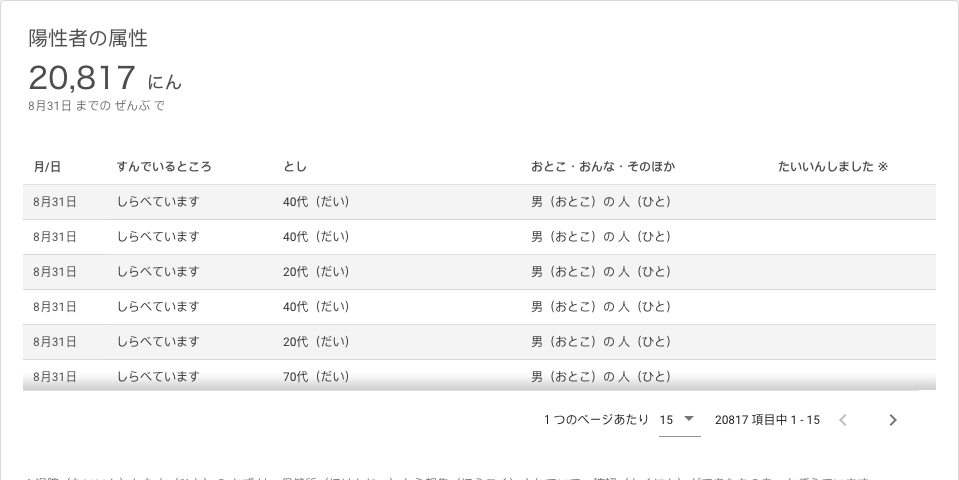 陽性者の属性
20,817 にん
8月31日 までの ぜんぶ で
月/日 すんでいるところ とし おとこ・おんな・そのほか たいいんしました ※
8月31日 しらべています 40代（だい） 男（おとこ）の 人（ひと）
8月31日 しらべています 40代（だい） 男（おとこ）の 人（ひと）
8月31日 しらべています 20代（だい） 男（おとこ）の 人（ひと）
8月31日 しらべています 40代（だい） 男（おとこ）の 人（ひと）
8月31日 しらべています 20代（だい） 男（おとこ）の 人（ひと）
8月31日 しらべています 70代（だい） 男（おとこ）の 人（ひと）
1 つのページあたり 15 20817 項目中 1 - 15